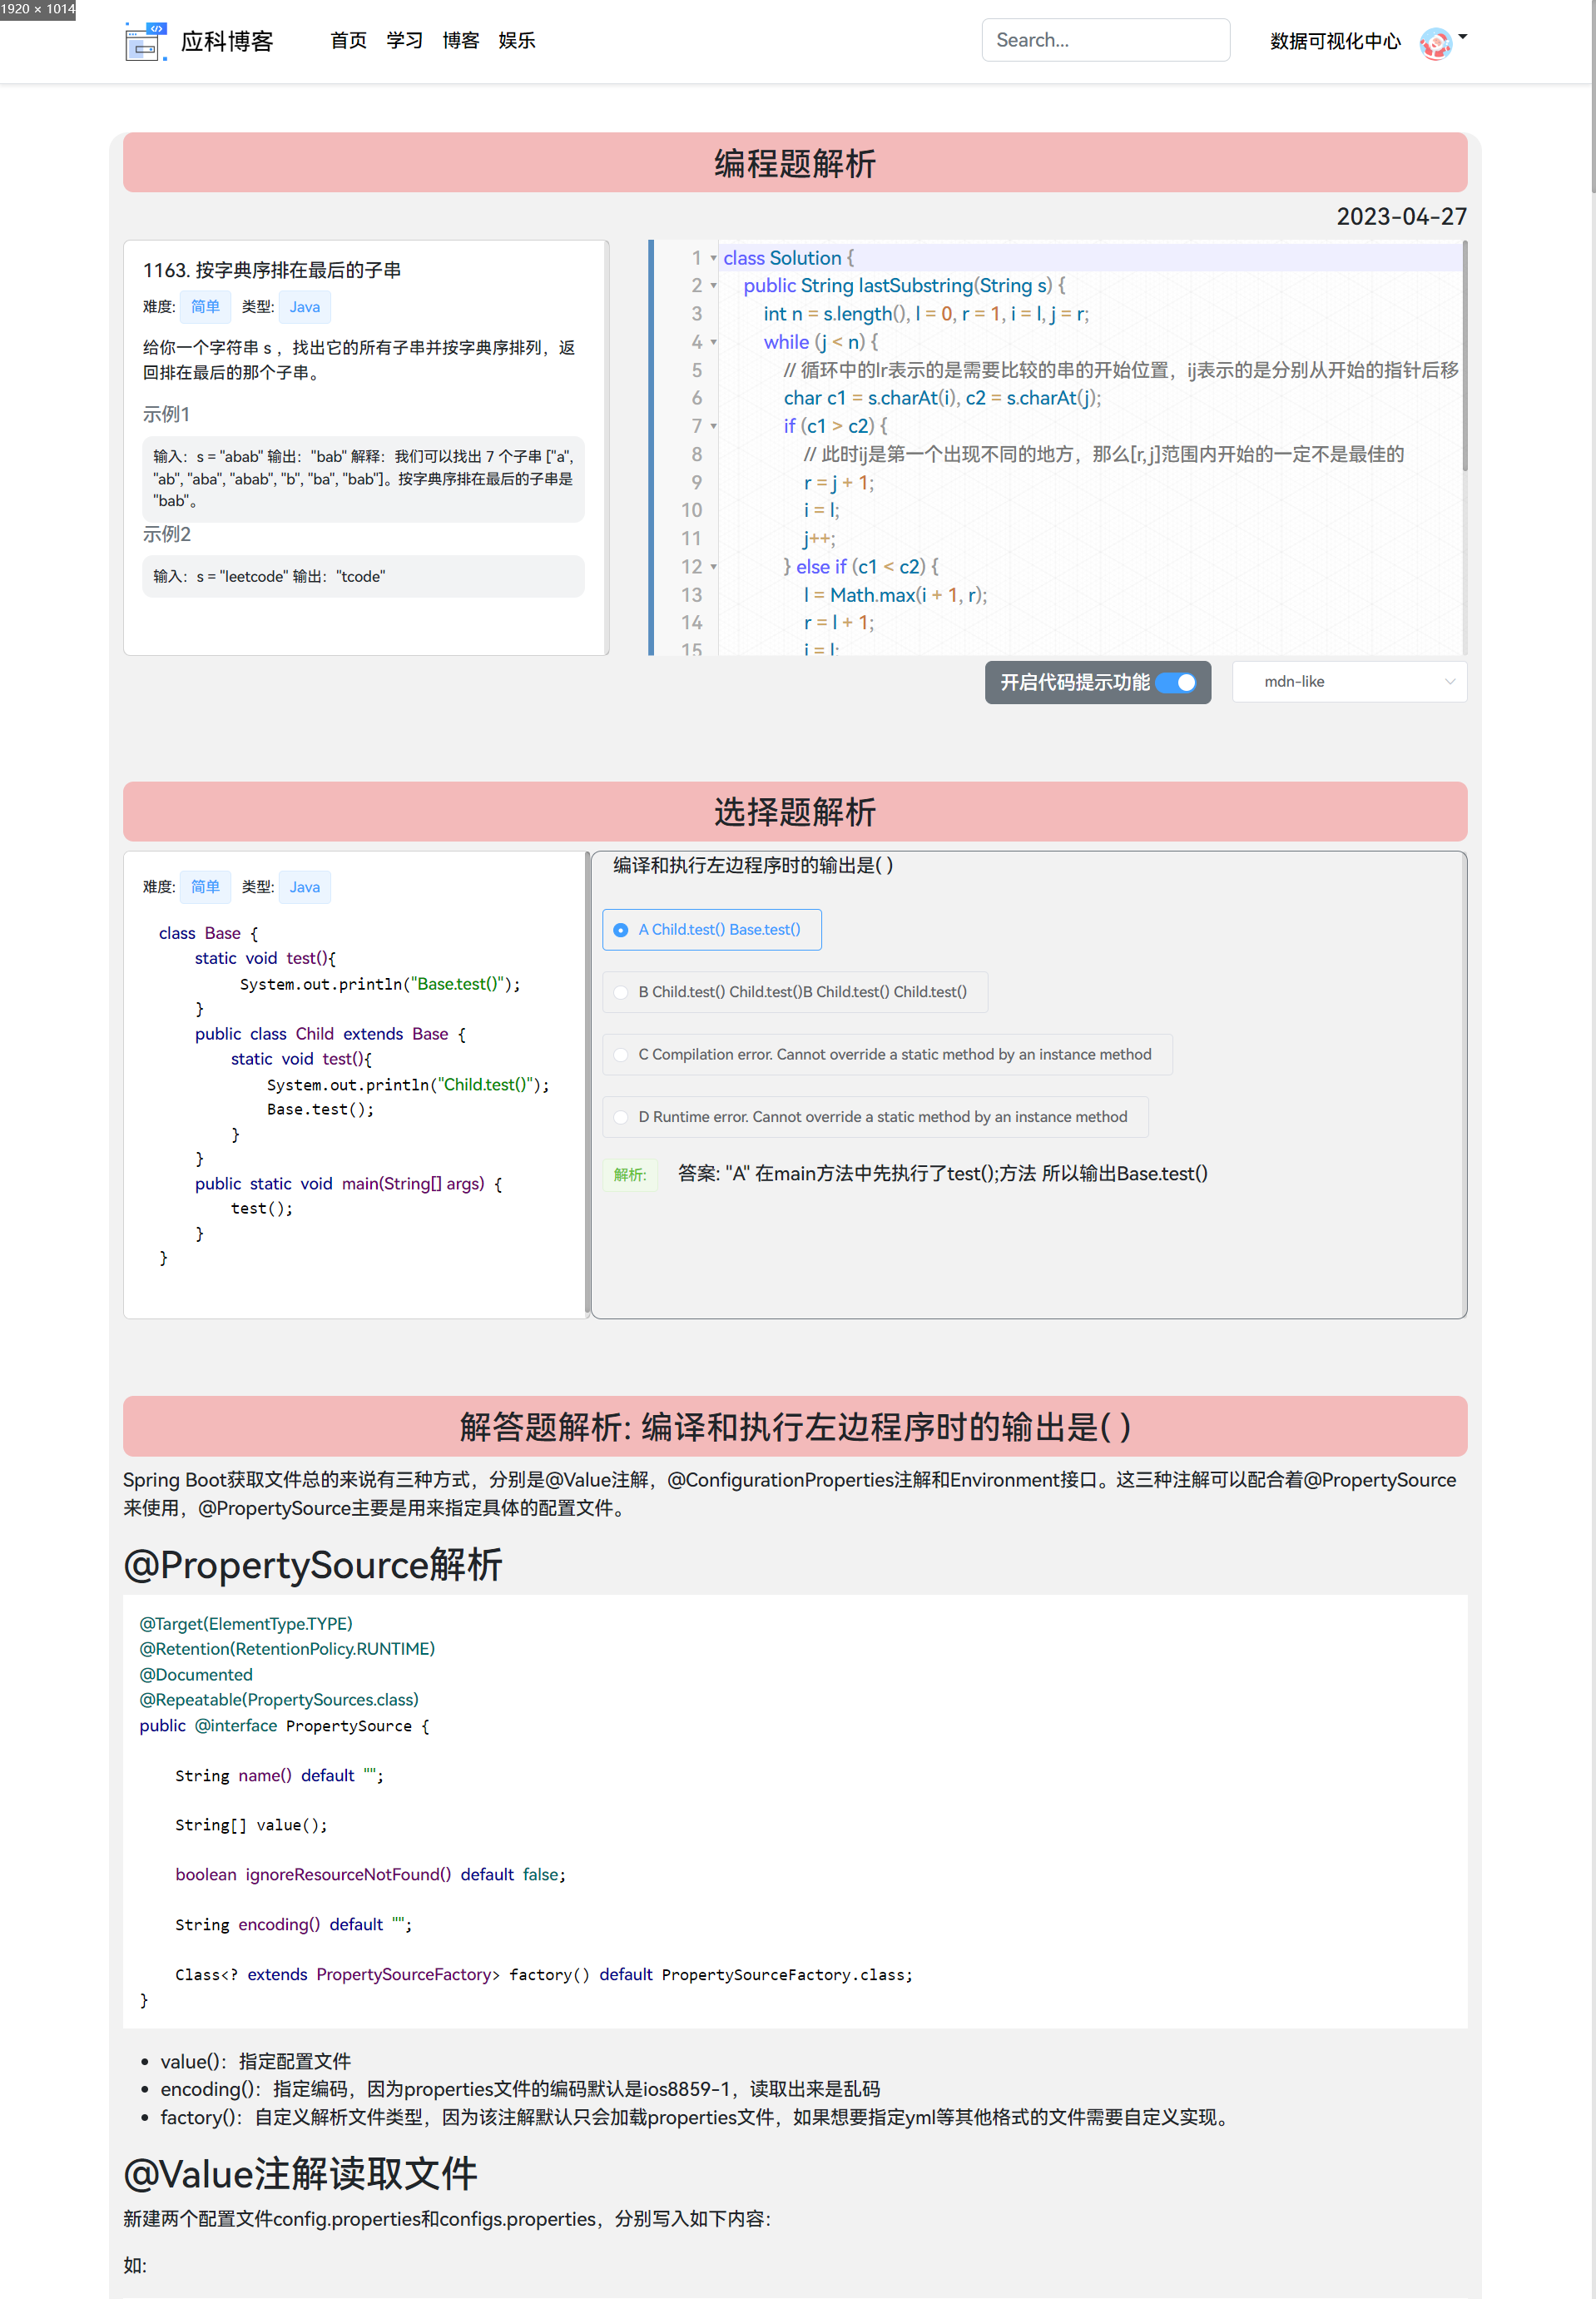 1920 × 1014
应科博客
首页 学习 博客 娱乐
Search...
数据可视化中心
编程题解析
2023-04-27
1163. 按字典序排在最后的子串
难度: 简单 类型: Java
给你一个字符串 s ，找出它的所有子串并按字典序排列，返
回排在最后的那个子串。
示例1
输入：s = "abab" 输出："bab" 解释：我们可以找出 7 个子串 ["a",
"ab", "aba", "abab", "b", "ba", "bab"]。按字典序排在最后的子串是
"bab"。
示例2
输入：s = "leetcode" 输出："tcode"
1 class Solution {
2 public String lastSubstring(String s) {
3 int n = s.length(), l = 0, r = 1, i = l, j = r;
4 while (j < n) {
5 // 循环中的lr表示的是需要比较的串的开始位置，ij表示的是分别从开始的指针后移
6 char c1 = s.charAt(i), c2 = s.charAt(j);
7 if (c1 > c2) {
8 // 此时ij是第一个出现不同的地方，那么[r, j]范围内开始的一定不是最佳的
9 r = j + 1;
10 i = l;
11 j++;
12 } else if (c1 < c2) {
13 l = Math.max(i + 1, r);
14 r = l + 1;
15 i = l;
开启代码提示功能
mdn-like
选择题解析
难度: 简单 类型: Java
class Base {
static void test(){
System.out.println("Base.test()");
}
public class Child extends Base {
static void test(){
System.out.println("Child.test()");
Base.test();
}
}
public static void main(String[] args) {
test();
}
}
编译和执行左边程序时的输出是( )
A Child.test() Base.test()
B Child.test() Child.test()B Child.test() Child.test()
C Compilation error. Cannot override a static method by an instance method
D Runtime error. Cannot override a static method by an instance method
解析: 答案: "A" 在main方法中先执行了test();方法 所以输出Base.test()
解答题解析: 编译和执行左边程序时的输出是( )
Spring Boot获取文件总的来说有三种方式，分别是@Value注解，@ConfigurationProperties注解和Environment接口。这三种注解可以配合着@PropertySource
来使用，@PropertySource主要是用来指定具体的配置文件。
@PropertySource解析
@Target(ElementType.TYPE)
@Retention(RetentionPolicy.RUNTIME)
@Documented
@Repeatable(PropertySources.class)
public @interface PropertySource {
String name() default "";
String[] value();
boolean ignoreResourceNotFound() default false;
String encoding() default "";
Class<? extends PropertySourceFactory> factory() default PropertySourceFactory.class;
}
• value()：指定配置文件
• encoding()：指定编码，因为properties文件的编码默认是ios8859-1，读取出来是乱码
• factory()：自定义解析文件类型，因为该注解默认只会加载properties文件，如果想要指定yml等其他格式的文件需要自定义实现。
@Value注解读取文件
新建两个配置文件config.properties和configs.properties，分别写入如下内容：
如: